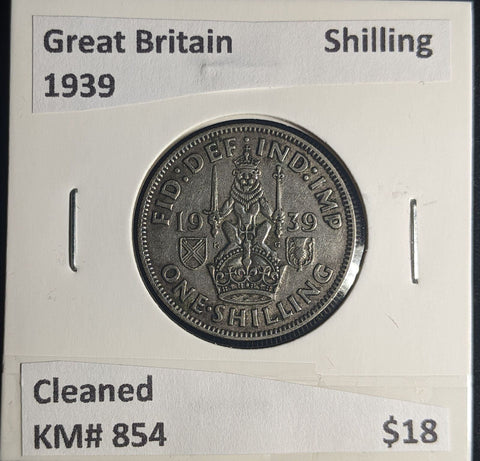 Great Britain Shilling
1939
FID:DEF:IND:IMP
19 39
ONE·SHILLING
Cleaned
KM# 854 $18